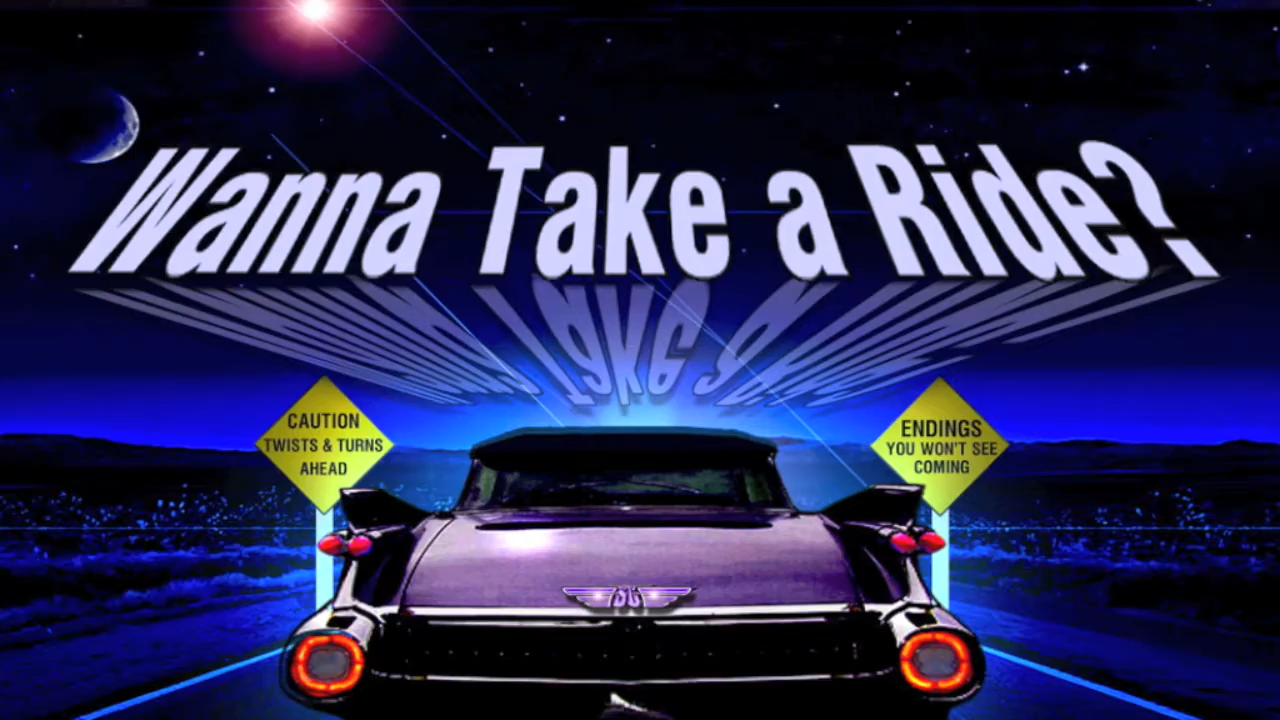 Wanna Take a Ride?
CAUTION
TWISTS & TURNS
AHEAD
ENDINGS
YOU WON'T SEE
COMING